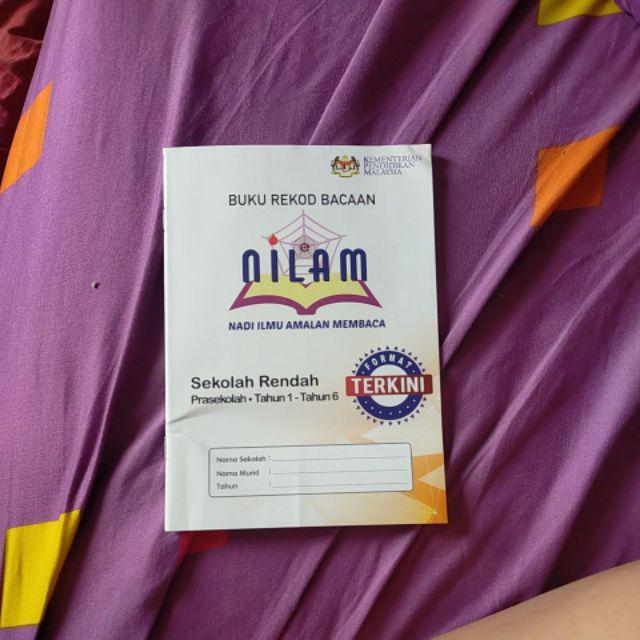 KEMENTERIAN
PENDIDIKAN
MALAYSIA
BUKU REKOD BACAAN
e
NILAM
NADI ILMU AMALAN MEMBACA
FORMAT
TERKINI
Sekolah Rendah
Prasekolah • Tahun 1 - Tahun 6
Nama Sekolah :
Nama Murid :
Tahun :